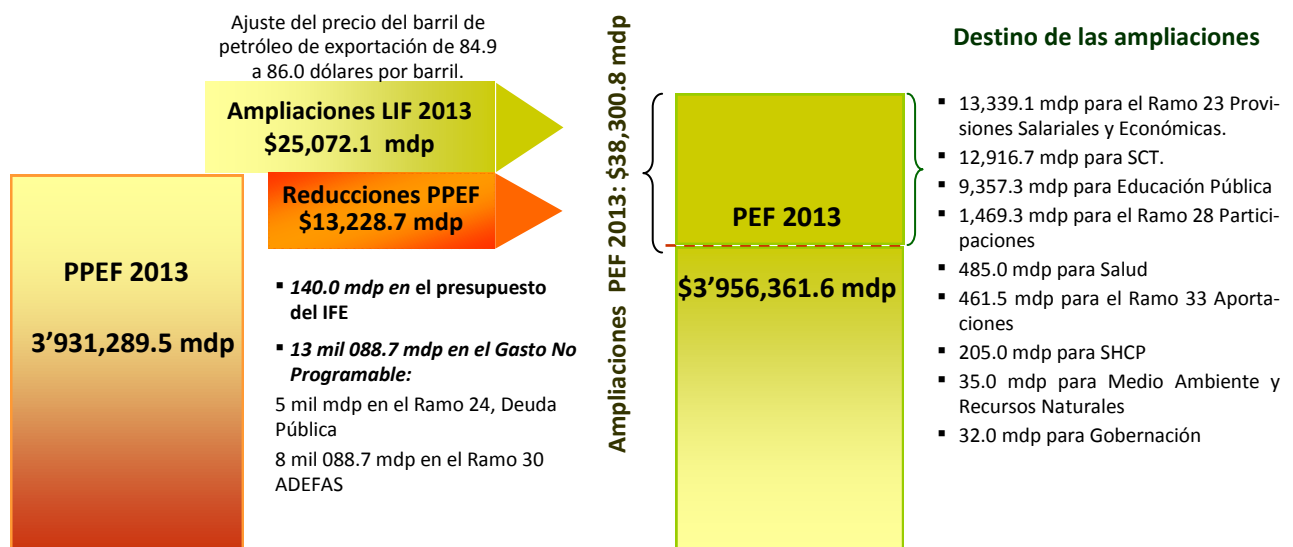 Ajuste del precio del barril de
petróleo de exportación de 84.9
a 86.0 dólares por barril.
Ampliaciones LIF 2013
$25,072.1 mdp
Reducciones PPEF
$13,228.7 mdp
PPEF 2013
3’931,289.5 mdp
▪ 140.0 mdp en el presupuesto
del IFE
▪ 13 mil 088.7 mdp en el Gasto No
Programable:
5 mil mdp en el Ramo 24, Deuda
Pública
8 mil 088.7 mdp en el Ramo 30
ADEFAS
Ampliaciones PEF 2013: $38,300.8 mdp
PEF 2013
$3’956,361.6 mdp
Destino de las ampliaciones
▪ 13,339.1 mdp para el Ramo 23 Provi-
siones Salariales y Económicas.
▪ 12,916.7 mdp para SCT.
▪ 9,357.3 mdp para Educación Pública
▪ 1,469.3 mdp para el Ramo 28 Partici-
paciones
▪ 485.0 mdp para Salud
▪ 461.5 mdp para el Ramo 33 Aporta-
ciones
▪ 205.0 mdp para SHCP
▪ 35.0 mdp para Medio Ambiente y
Recursos Naturales
▪ 32.0 mdp para Gobernación